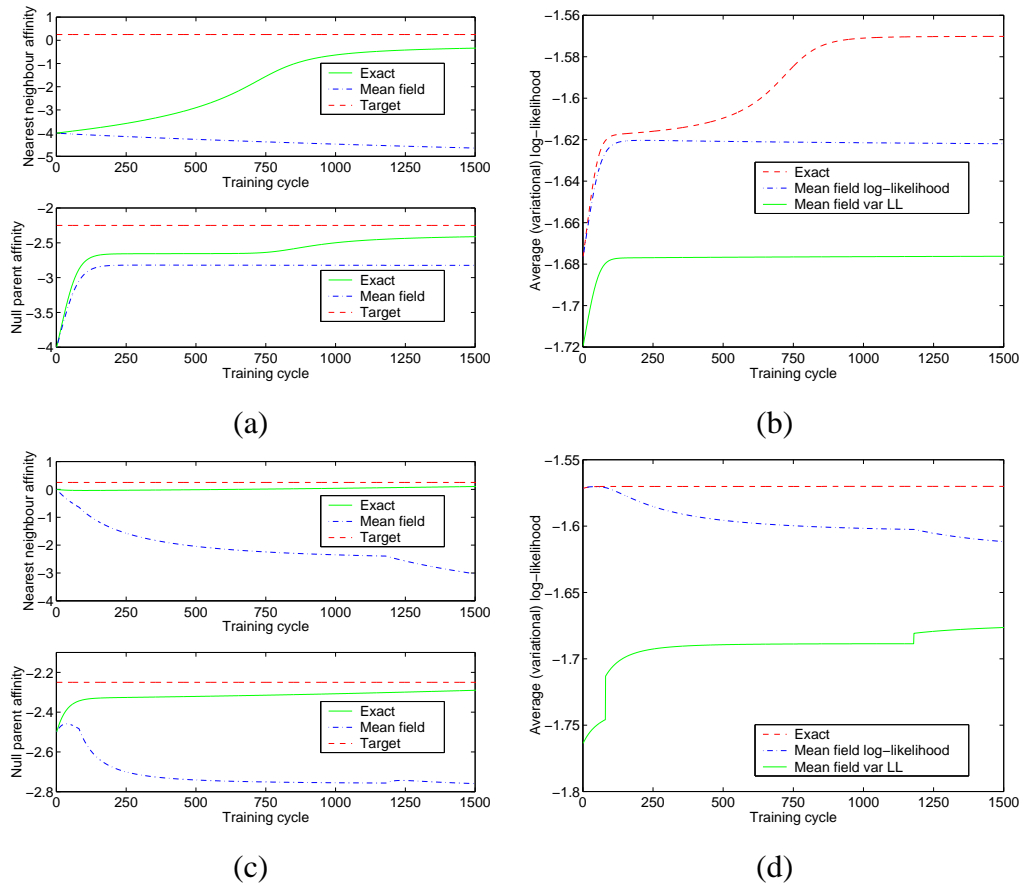 Nearest neighbour affinity
1
0
−1
−2
−3
−4
−5
0 250 500 750 1000 1250 1500
Training cycle
Exact
Mean field
Target
Null parent affinity
−2
−2.5
−3
−3.5
−4
0 250 500 750 1000 1250 1500
Training cycle
Exact
Mean field
Target
(a)
Average (variational) log−likelihood
−1.56
−1.58
−1.6
−1.62
−1.64
−1.66
−1.68
−1.7
−1.72
0 250 500 750 1000 1250 1500
Training cycle
Exact
Mean field log−likelihood
Mean field var LL
(b)
Nearest neighbour affinity
1
0
−1
−2
−3
−4
0 250 500 750 1000 1250 1500
Training cycle
Exact
Mean field
Target
Null parent affinity
−2.2
−2.4
−2.6
−2.8
0 250 500 750 1000 1250 1500
Training cycle
Exact
Mean field
Target
(c)
Average (variational) log−likelihood
−1.55
−1.6
−1.65
−1.7
−1.75
−1.8
0 250 500 750 1000 1250 1500
Training cycle
Exact
Mean field log−likelihood
Mean field var LL
(d)